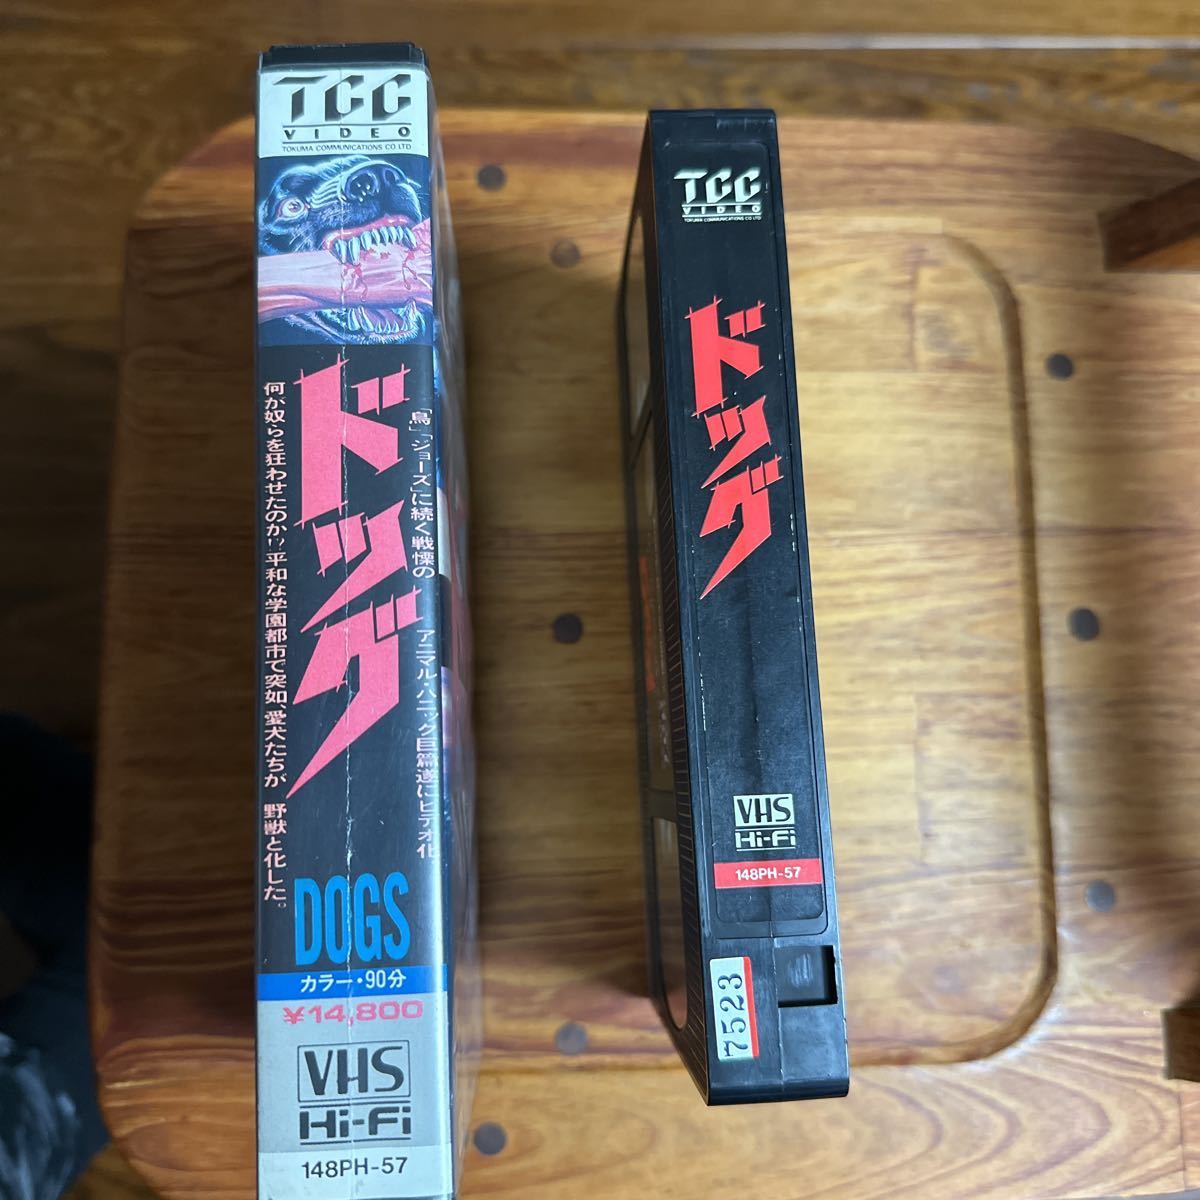 TCC
VIDEO
TOKUMA COMMUNICATIONS CO LTD
ドッグ
「鳥」「ジョーズ」に続く戦慄の アニマル・パニック巨篇遂にビデオ化
何が奴らを狂わせたのか!?平和な学園都市で突如、愛犬たちが 野獣と化した。
DOGS
カラー・90分
¥14,800
VHS
Hi-Fi
148PH-57
TCC
VIDEO
TOKUMA COMMUNICATIONS CO LTD
ドッグ
VHS
Hi-Fi
148PH-57
7523